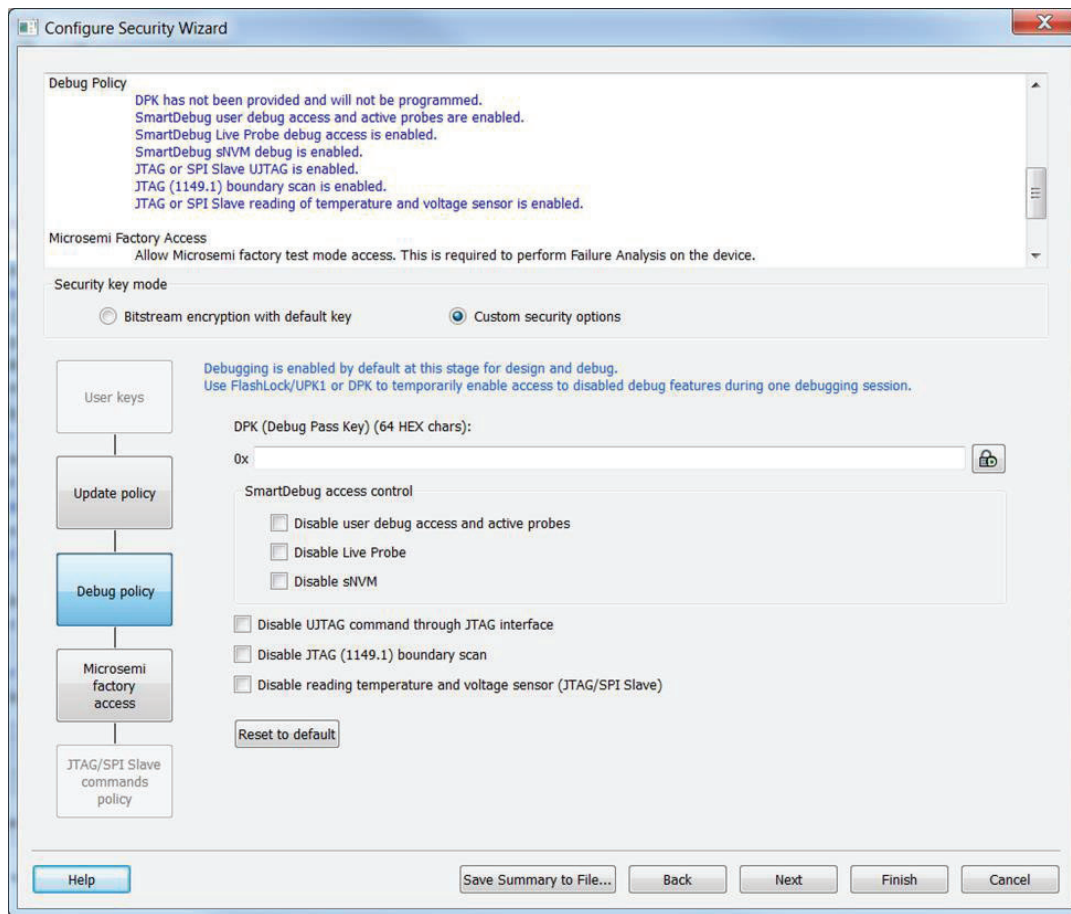 Configure Security Wizard
Debug Policy
DPK has not been provided and will not be programmed.
SmartDebug user debug access and active probes are enabled.
SmartDebug Live Probe debug access is enabled.
SmartDebug sNVM debug is enabled.
JTAG or SPI Slave UJTAG is enabled.
JTAG (1149.1) boundary scan is enabled.
JTAG or SPI Slave reading of temperature and voltage sensor is enabled.
Microsemi Factory Access
Allow Microsemi factory test mode access. This is required to perform Failure Analysis on the device.
Security key mode
Bitstream encryption with default key
Custom security options
Debugging is enabled by default at this stage for design and debug.
Use FlashLock/UPK1 or DPK to temporarily enable access to disabled debug features during one debugging session.
User keys
Update policy
Debug policy
Microsemi
factory
access
JTAG/SPI Slave
commands
policy
DPK (Debug Pass Key) (64 HEX chars):
0x
SmartDebug access control
Disable user debug access and active probes
Disable Live Probe
Disable sNVM
Disable UJTAG command through JTAG interface
Disable JTAG (1149.1) boundary scan
Disable reading temperature and voltage sensor (JTAG/SPI Slave)
Reset to default
Help
Save Summary to File...
Back
Next
Finish
Cancel